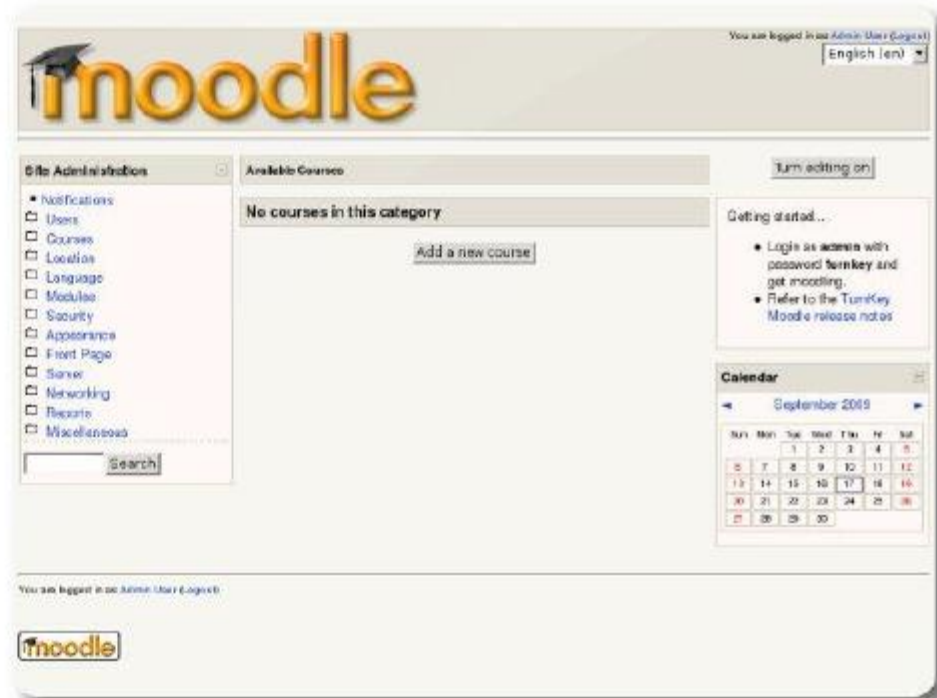 moodle
You are logged in as Admin User (Logout)
English (en)
Site Administration
Notifications
Users
Courses
Location
Language
Modules
Security
Appearance
Front Page
Server
Networking
Reports
Miscellaneous
Search
Available Courses
No courses in this category
Add a new course
Turn editing on
Getting started...
Login as admin with
password turnkey and
get moodling.
Refer to the TurnKey
Moodle release notes
Calendar
September 2009
Sun Mon Tue Wed Thu Fri Sat
1 2 3 4 5
6 7 8 9 10 11 12
13 14 15 16 17 18 19
20 21 22 23 24 25 26
27 28 29 30
You are logged in as Admin User (Logout)
moodle